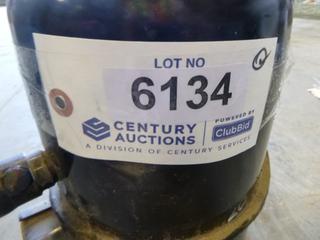 LOT NO
6134
CENTURY AUCTIONS
POWERED BY
ClubBid
A DIVISION OF CENTURY SERVICES